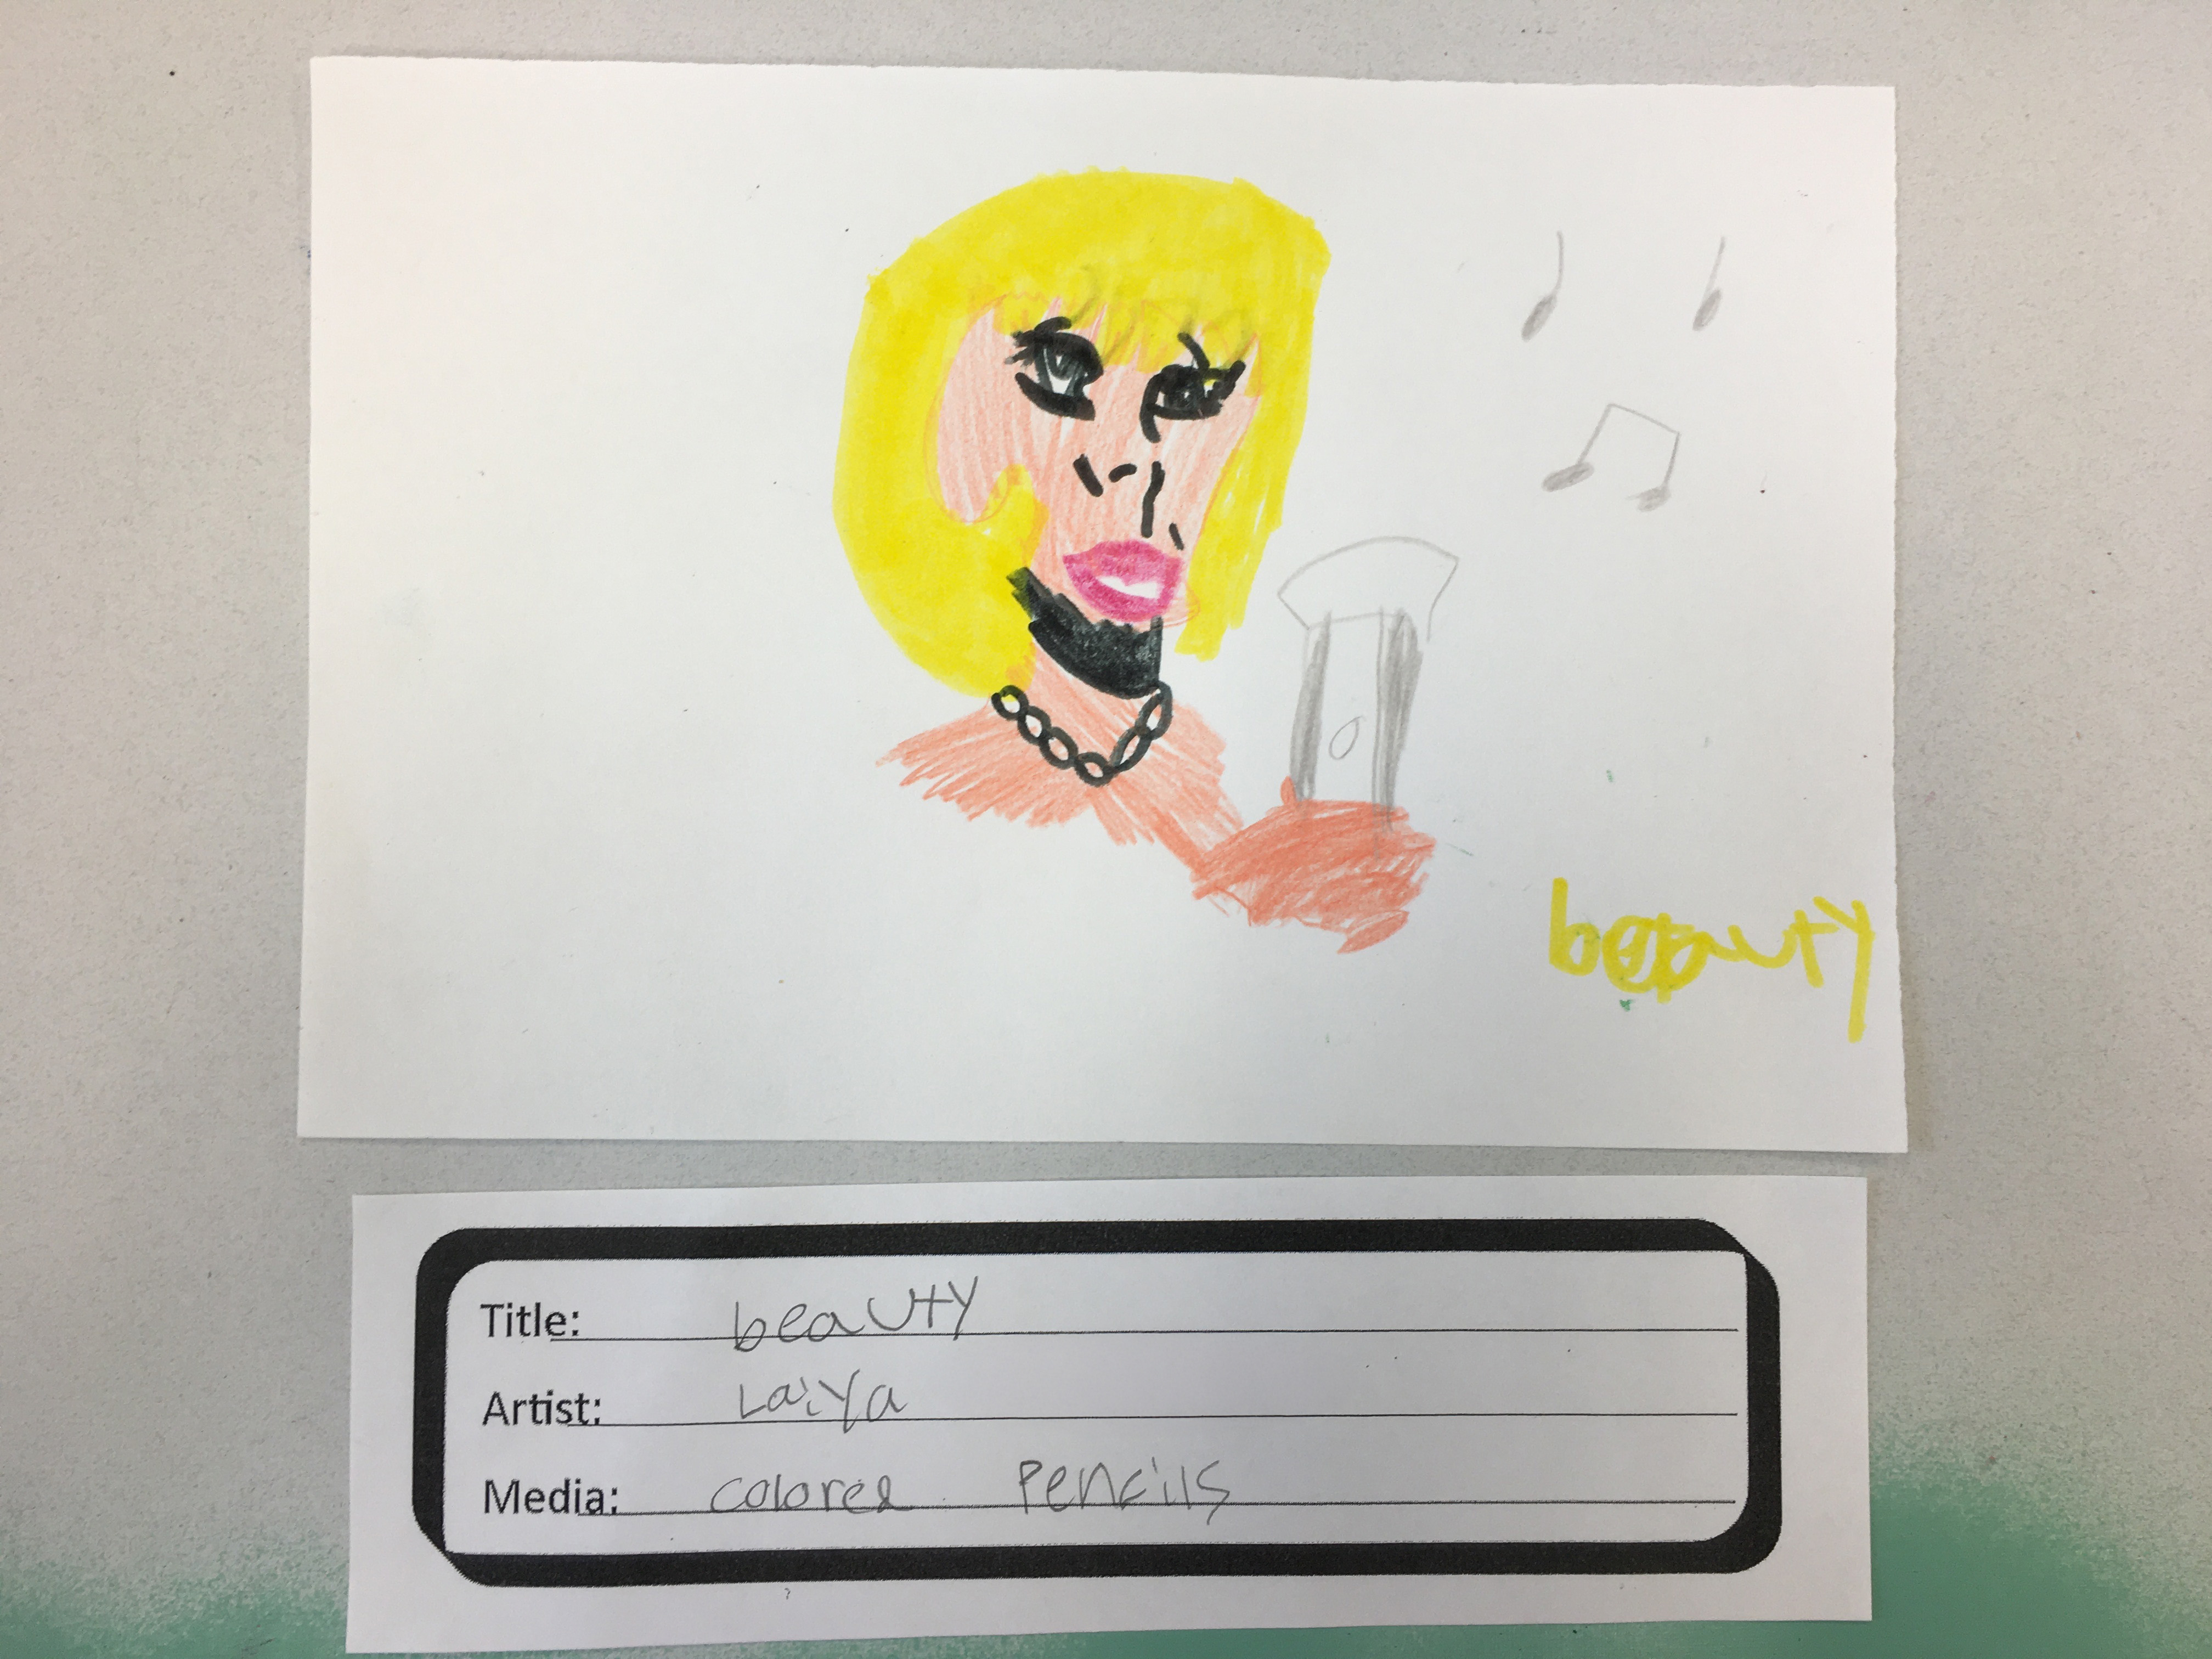 beauty
Title: beauty
Artist: Laiya
Media: colored Pencils